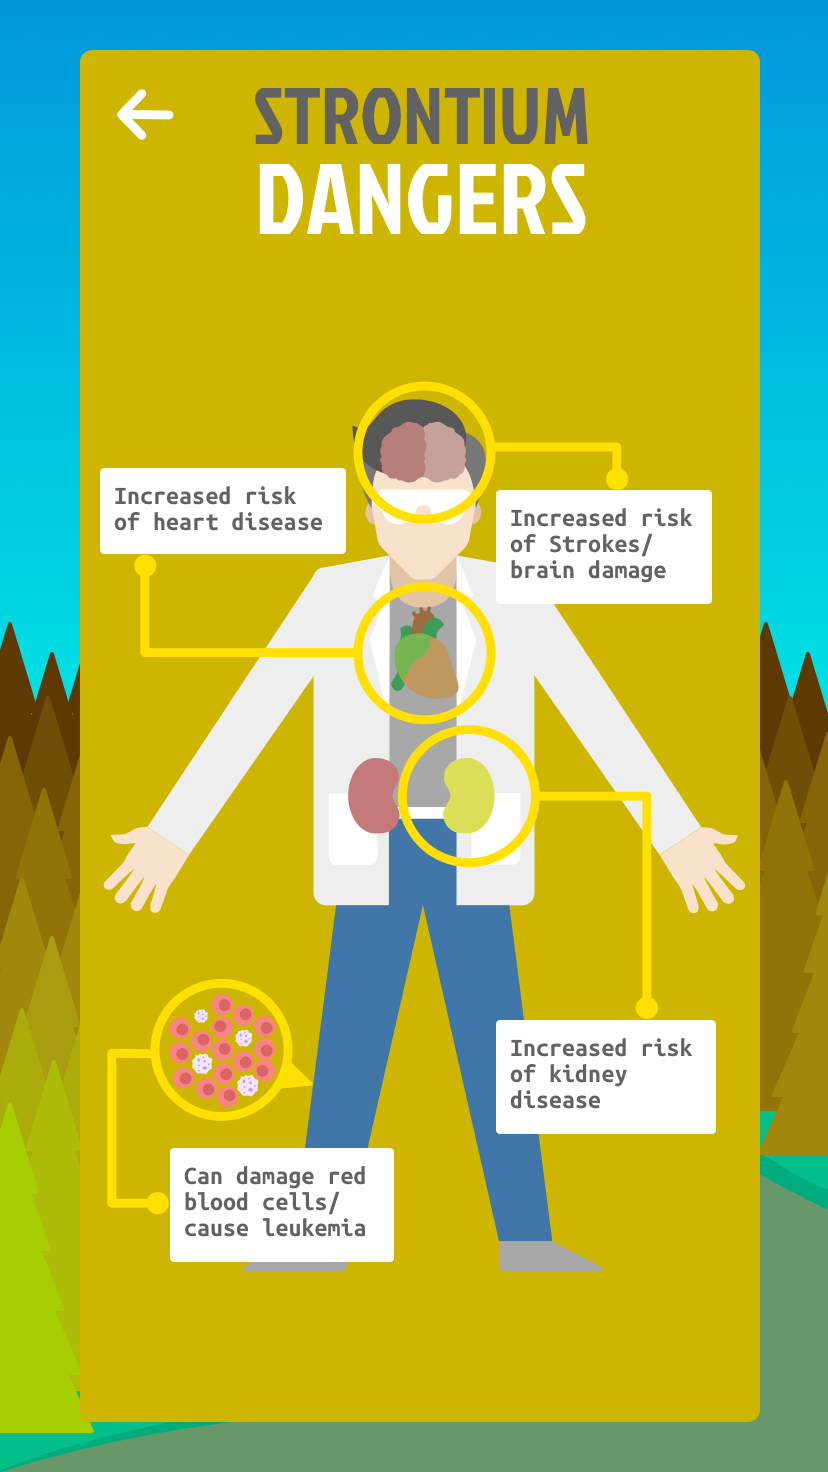 STRONTIUM
DANGERS
Increased risk
of heart disease
Increased risk
of Strokes/
brain damage
Increased risk
of kidney
disease
Can damage red
blood cells/
cause leukemia